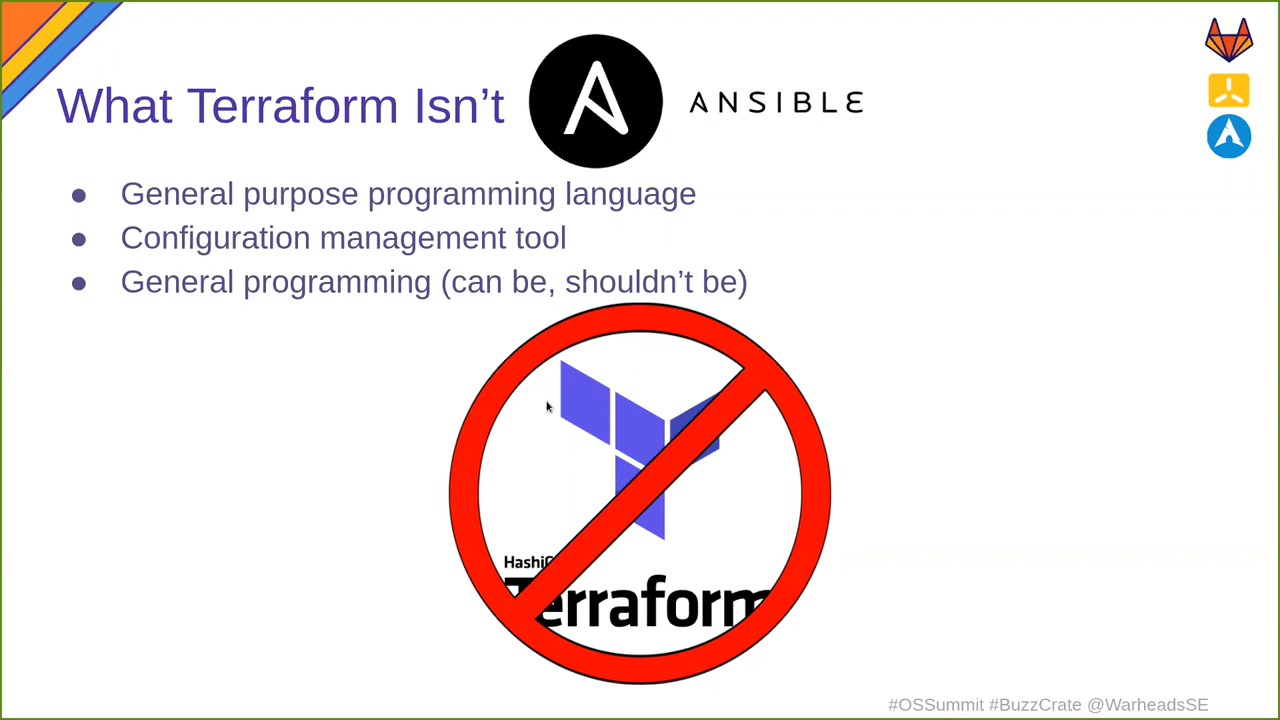 What Terraform Isn't
ANSIBLE
● General purpose programming language
● Configuration management tool
● General programming (can be, shouldn't be)
Terraform
#OSSummit #BuzzCrate @WarheadsSE